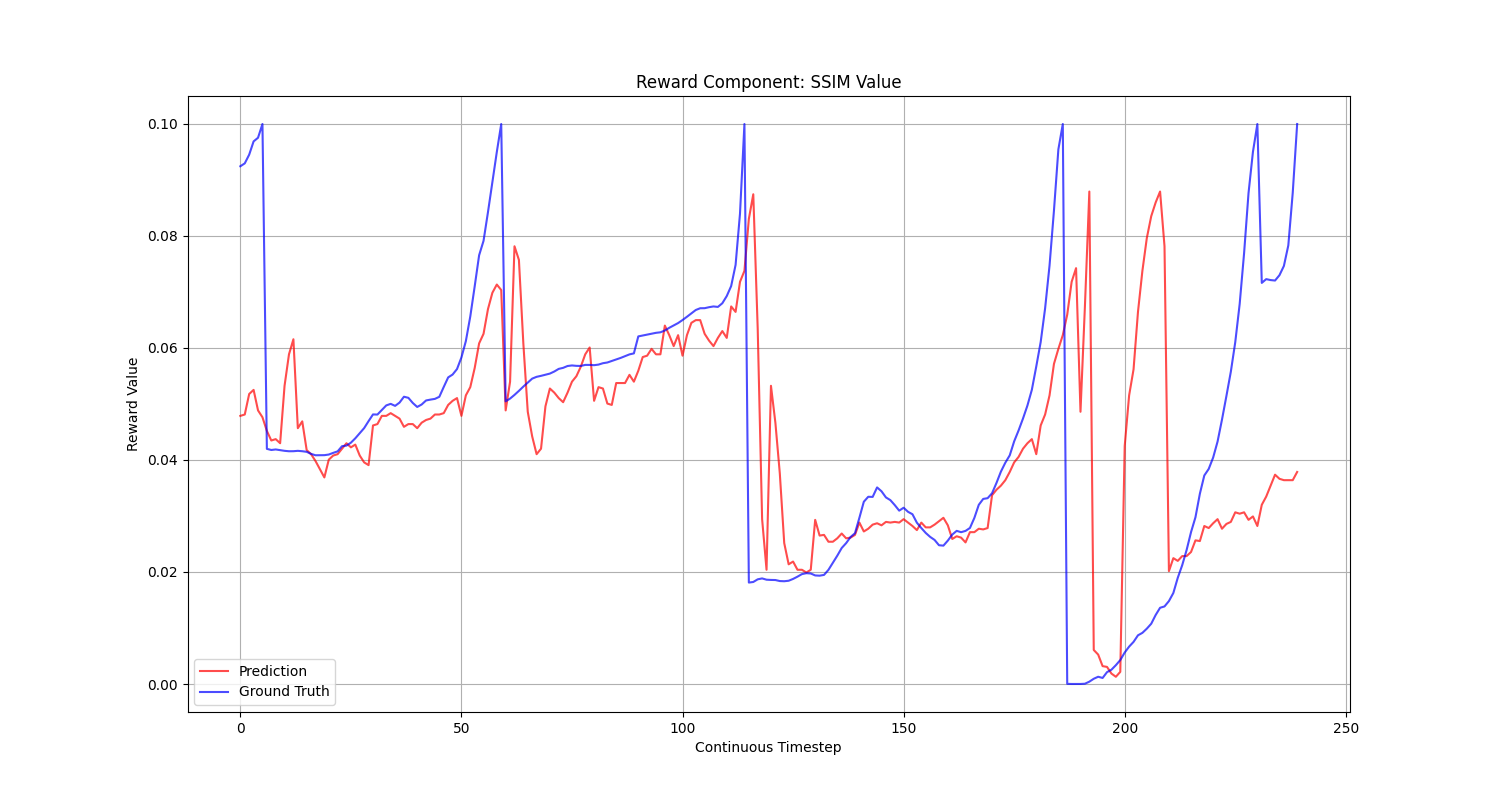 Reward Component: SSIM Value
Reward Value
0.10
0.08
0.06
0.04
0.02
0.00
Prediction
Ground Truth
0
50
100
150
200
250
Continuous Timestep